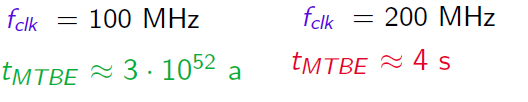 f_clk = 100 MHz
f_clk = 200 MHz
t_MTBE ≈ 3 · 10^52 a
t_MTBE ≈ 4 s